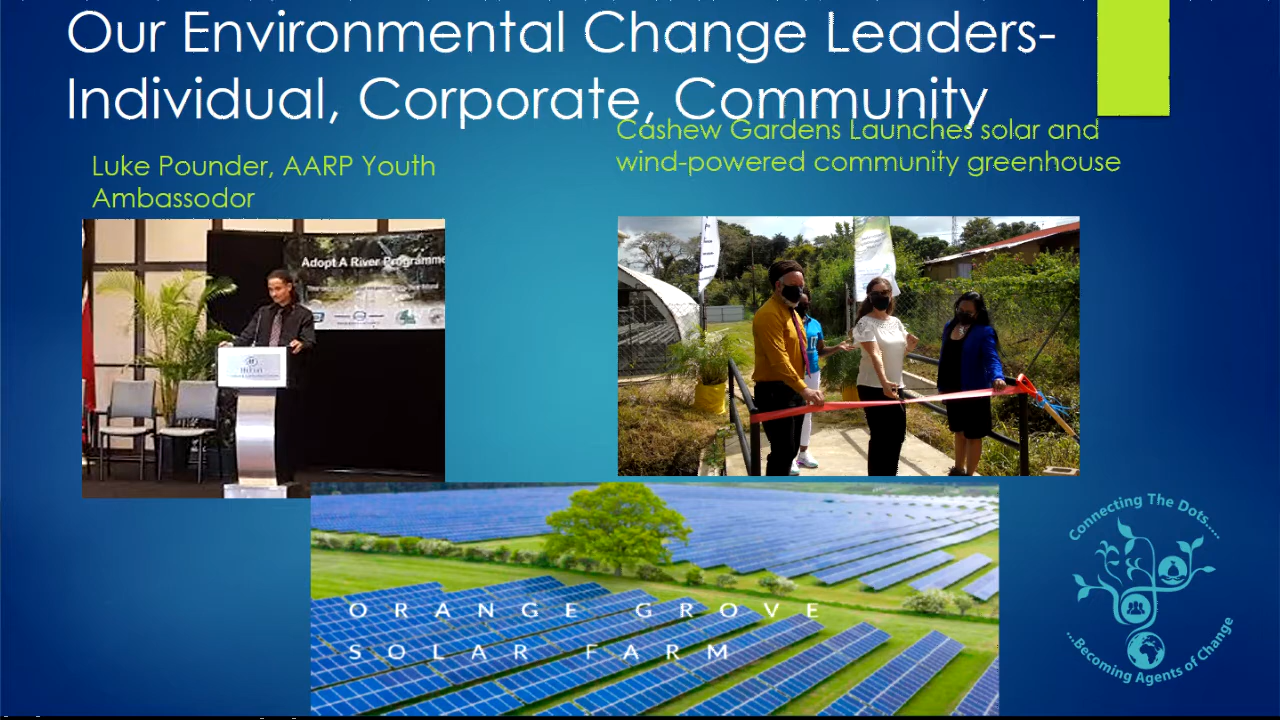 Our Environmental Change Leaders-
Individual, Corporate, Community
Cashew Gardens Launches solar and
wind-powered community greenhouse
Luke Pounder, AARP Youth
Ambassodor
Adopt A River Programme
Hilton
ORANGE GROVE
SOLAR FARM
Connecting The Dots.....
...Becoming Agents of Change